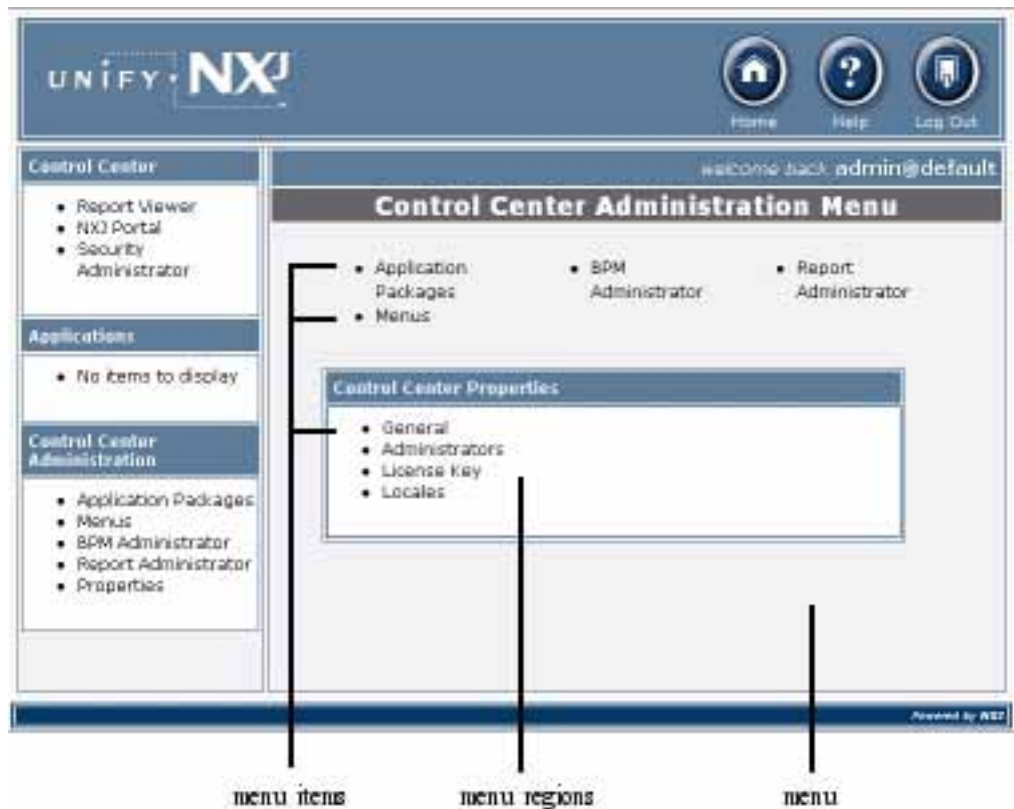 UNiFY · NXJ
Home
Help
Log Out
Control Center
welcome back admin@default
• Report Viewer
• NXJ Portal
• Security
Administrator
Applications
• No items to display
Control Center
Administration
• Application Packages
• Menus
• BPM Administrator
• Report Administrator
• Properties
Control Center Administration Menu
• Application
Packages
• Menus
• BPM
Administrator
• Report
Administrator
Control Center Properties
• General
• Administrators
• License Key
• Locales
Powered by NXJ
menu items
menu regions
menu